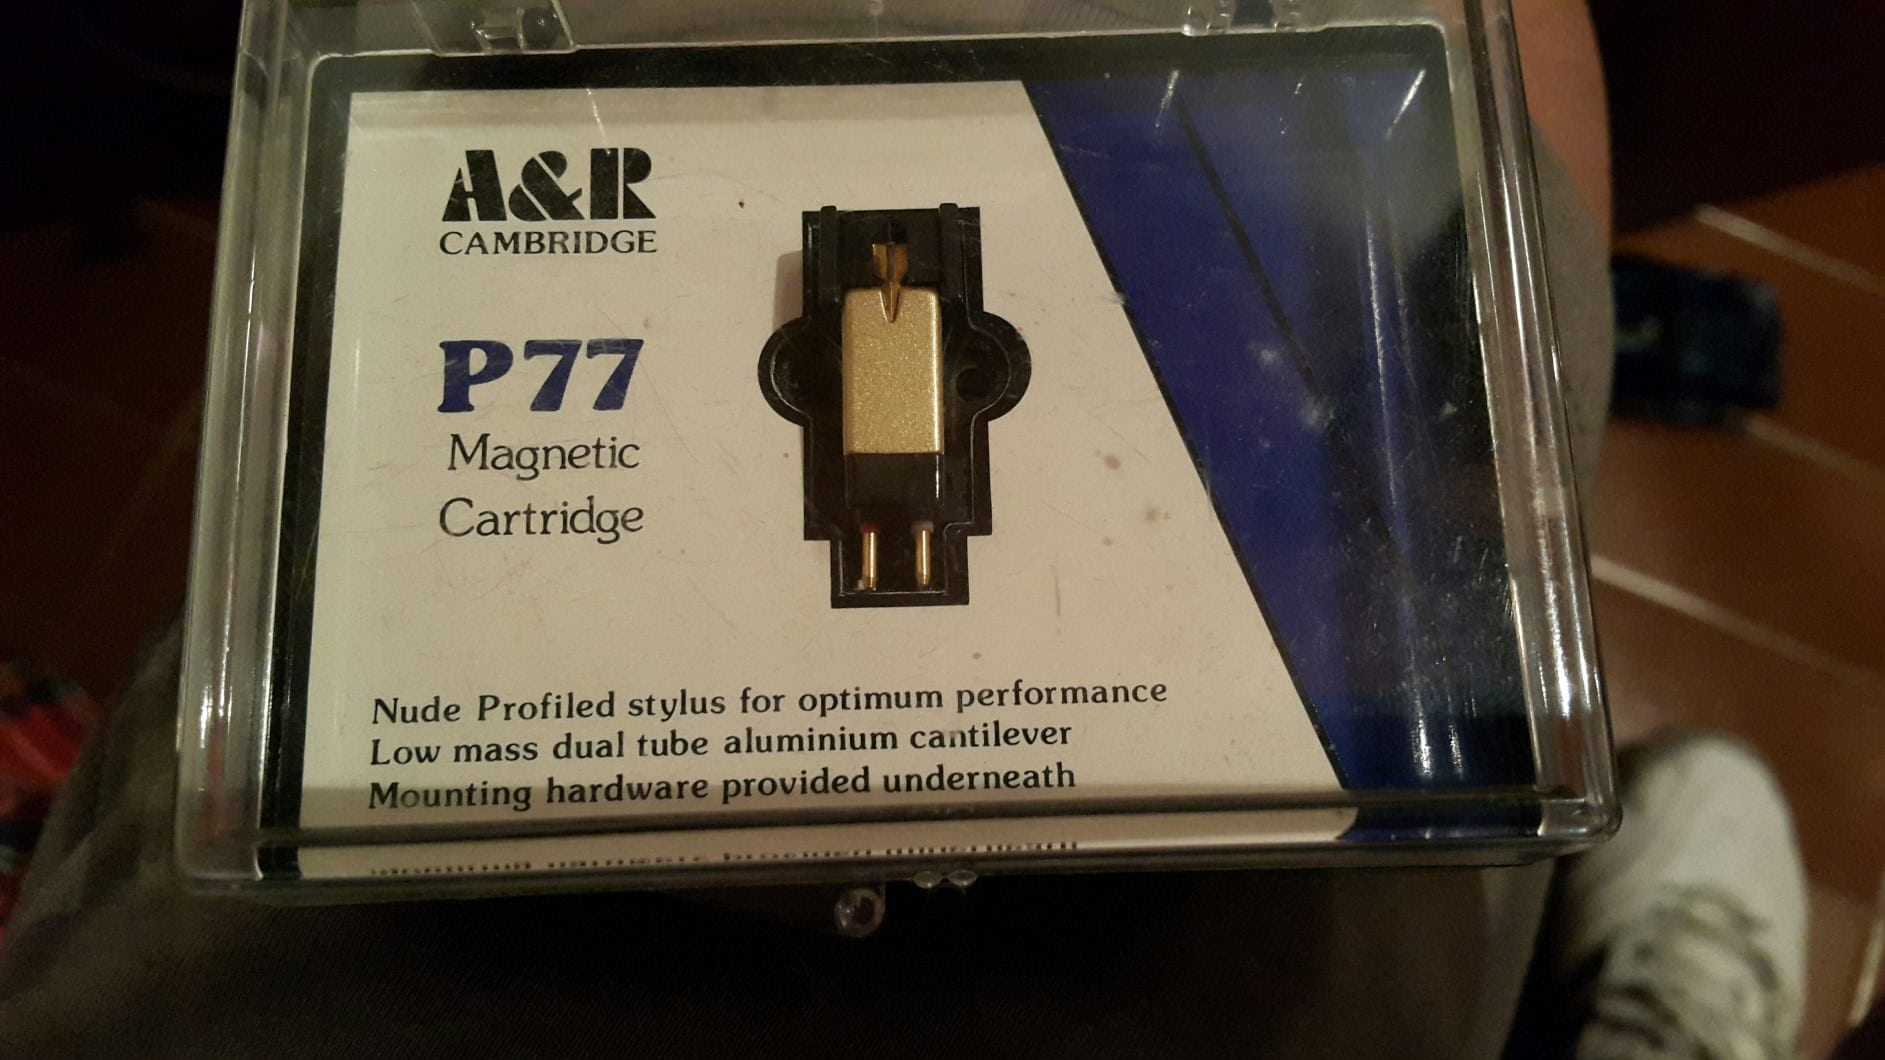 A&R
CAMBRIDGE
P77
Magnetic
Cartridge
Nude Profiled stylus for optimum performance
Low mass dual tube aluminium cantilever
Mounting hardware provided underneath